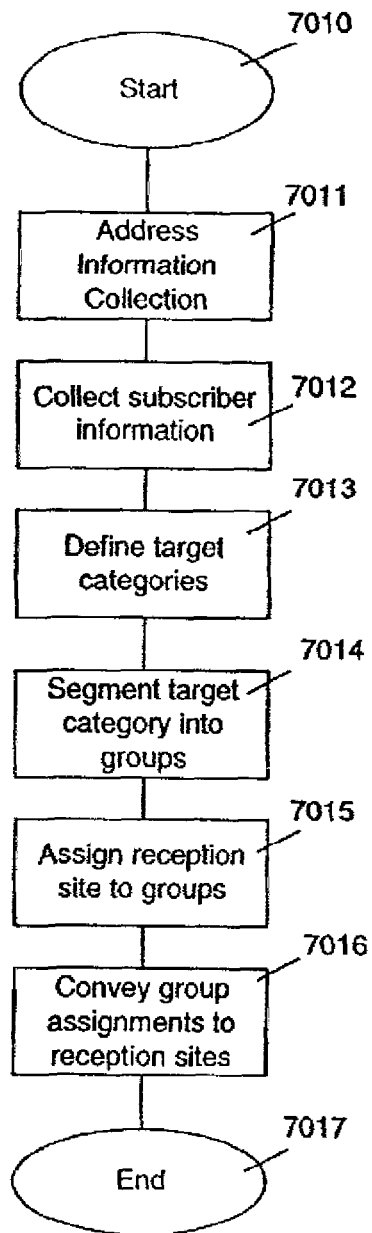 7010
Start
7011
Address
Information
Collection
7012
Collect subscriber
information
7013
Define target
categories
7014
Segment target
category into
groups
7015
Assign reception
site to groups
7016
Convey group
assignments to
reception sites
7017
End